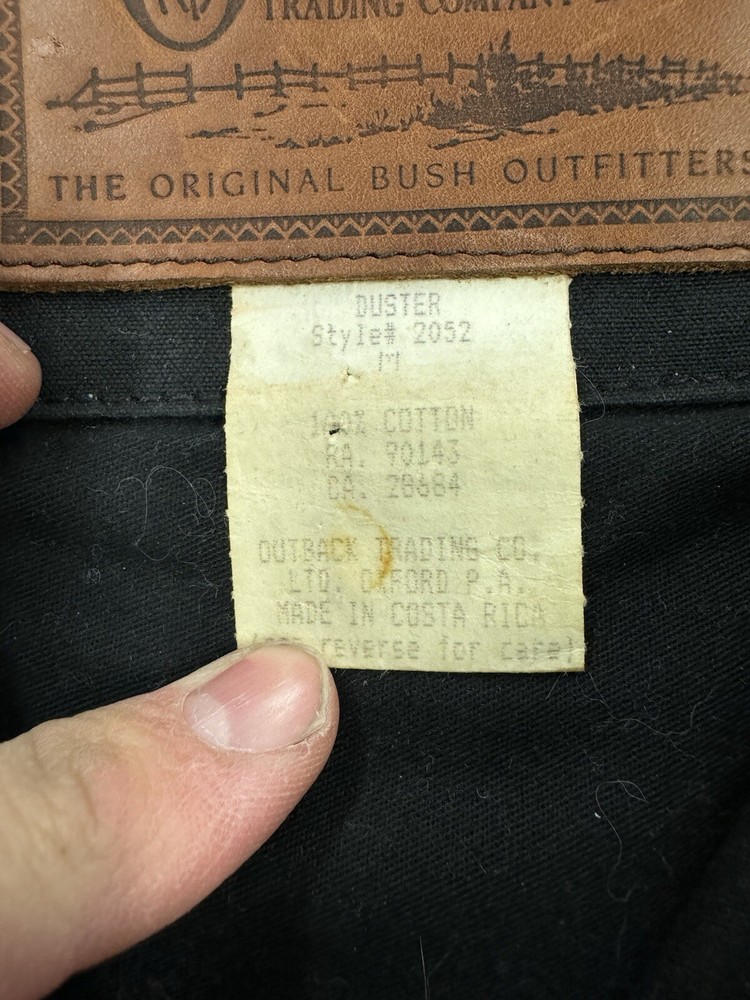 TRADING COMPANY
THE ORIGINAL BUSH OUTFITTERS
DUSTER
Style# 2052
M
100% COTTON
RA. 90143
CA. 28684
OUTBACK TRADING CO.
LTD. OXFORD P.A.
MADE IN COSTA RICA
(see reverse for care)